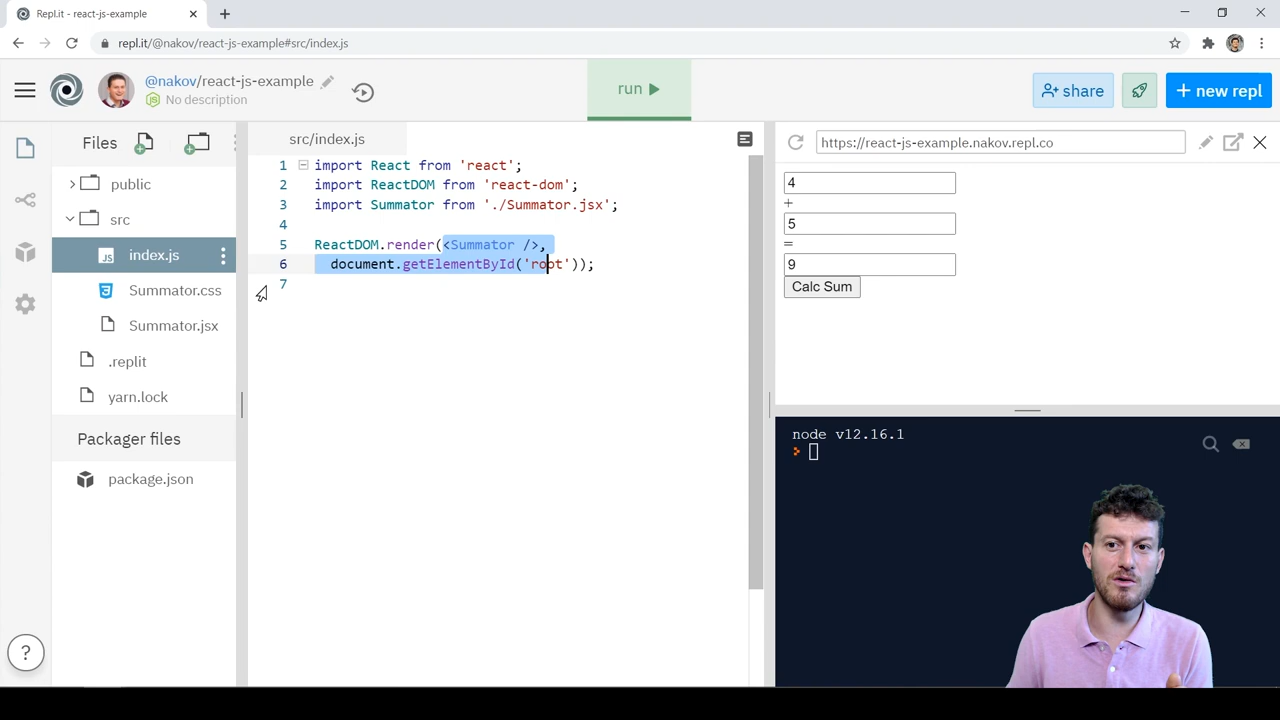 Repl.it - react-js-example
repl.it/@nakov/react-js-example#src/index.js
@nakov/react-js-example
No description
run
share
+ new repl
Files
public
src
index.js
Summator.css
Summator.jsx
.replit
yarn.lock
Packager files
package.json
?
src/index.js
1 import React from 'react';
2 import ReactDOM from 'react-dom';
3 import Summator from './Summator.jsx';
4
5 ReactDOM.render(<Summator />,
6 document.getElementById('root'));
7
https://react-js-example.nakov.repl.co
4
+
5
=
9
Calc Sum
node v12.16.1